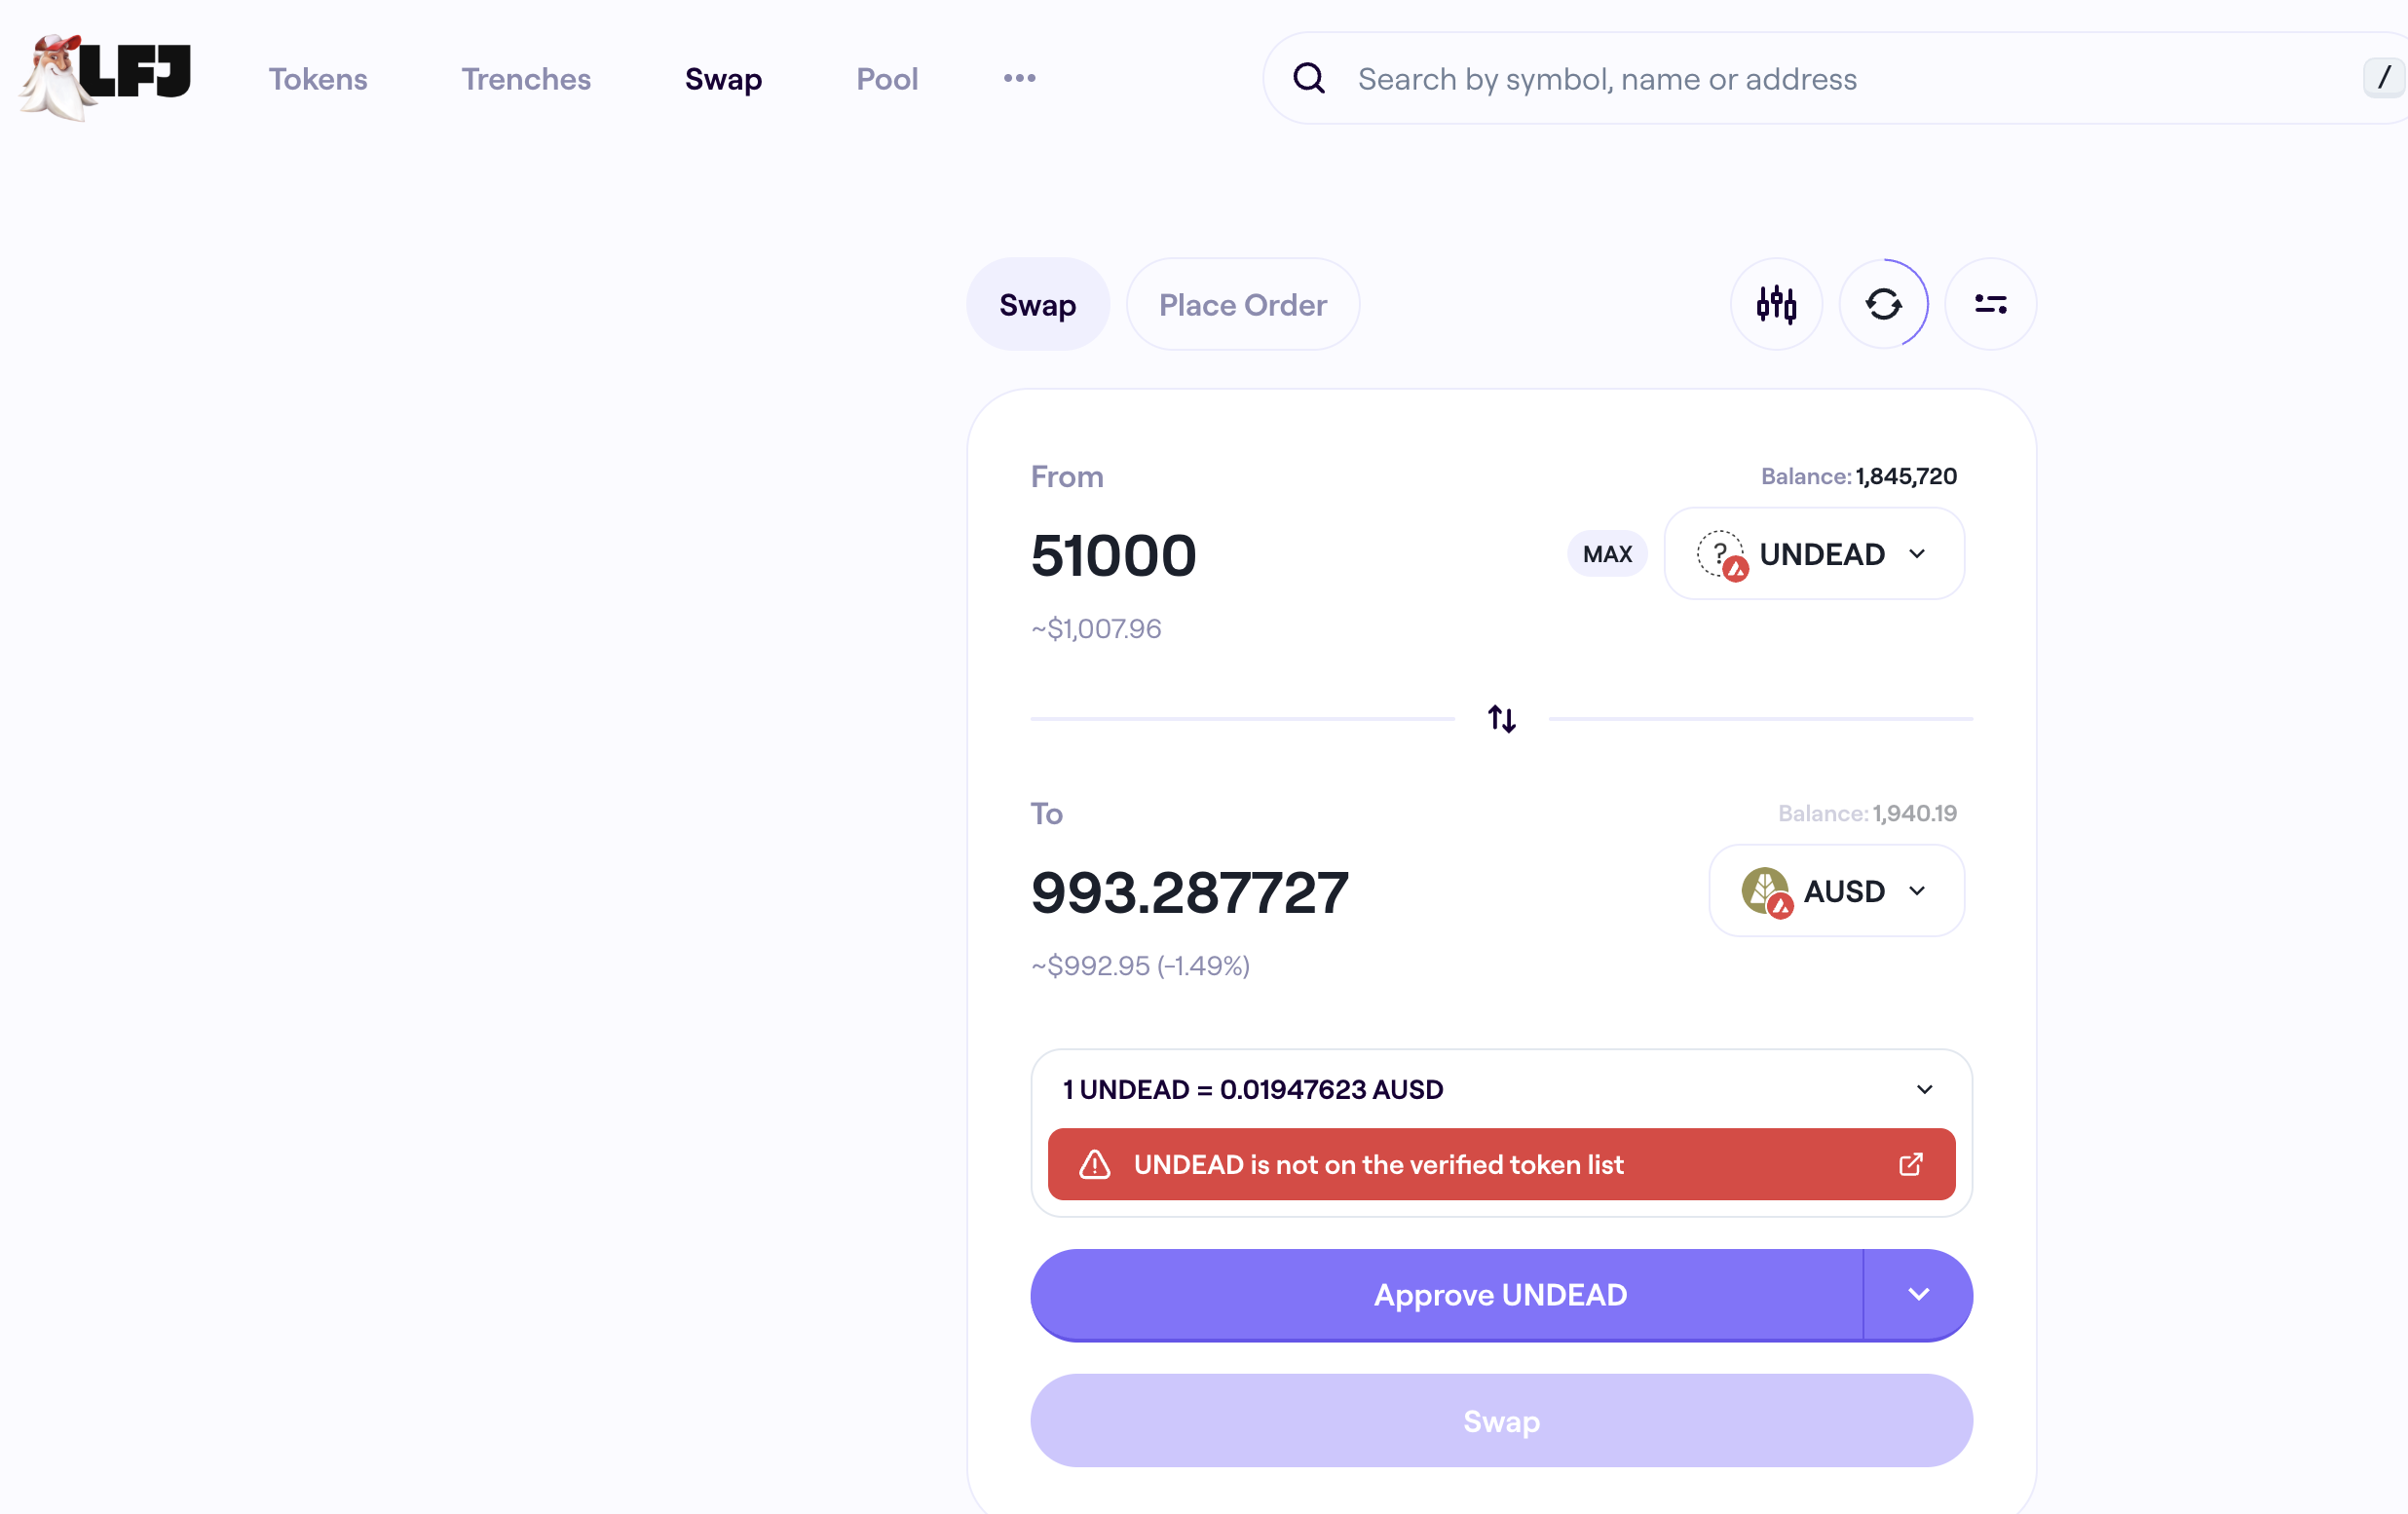 LFJ
Tokens Trenches Swap Pool ••• Search by symbol, name or address /
Swap Place Order
From Balance: 1,845,720
51000 MAX ? UNDEAD
~$1,007.96
To Balance: 1,940.19
993.287727 AUSD
~$992.95 (-1.49%)
1 UNDEAD = 0.01947623 AUSD
UNDEAD is not on the verified token list
Approve UNDEAD
Swap